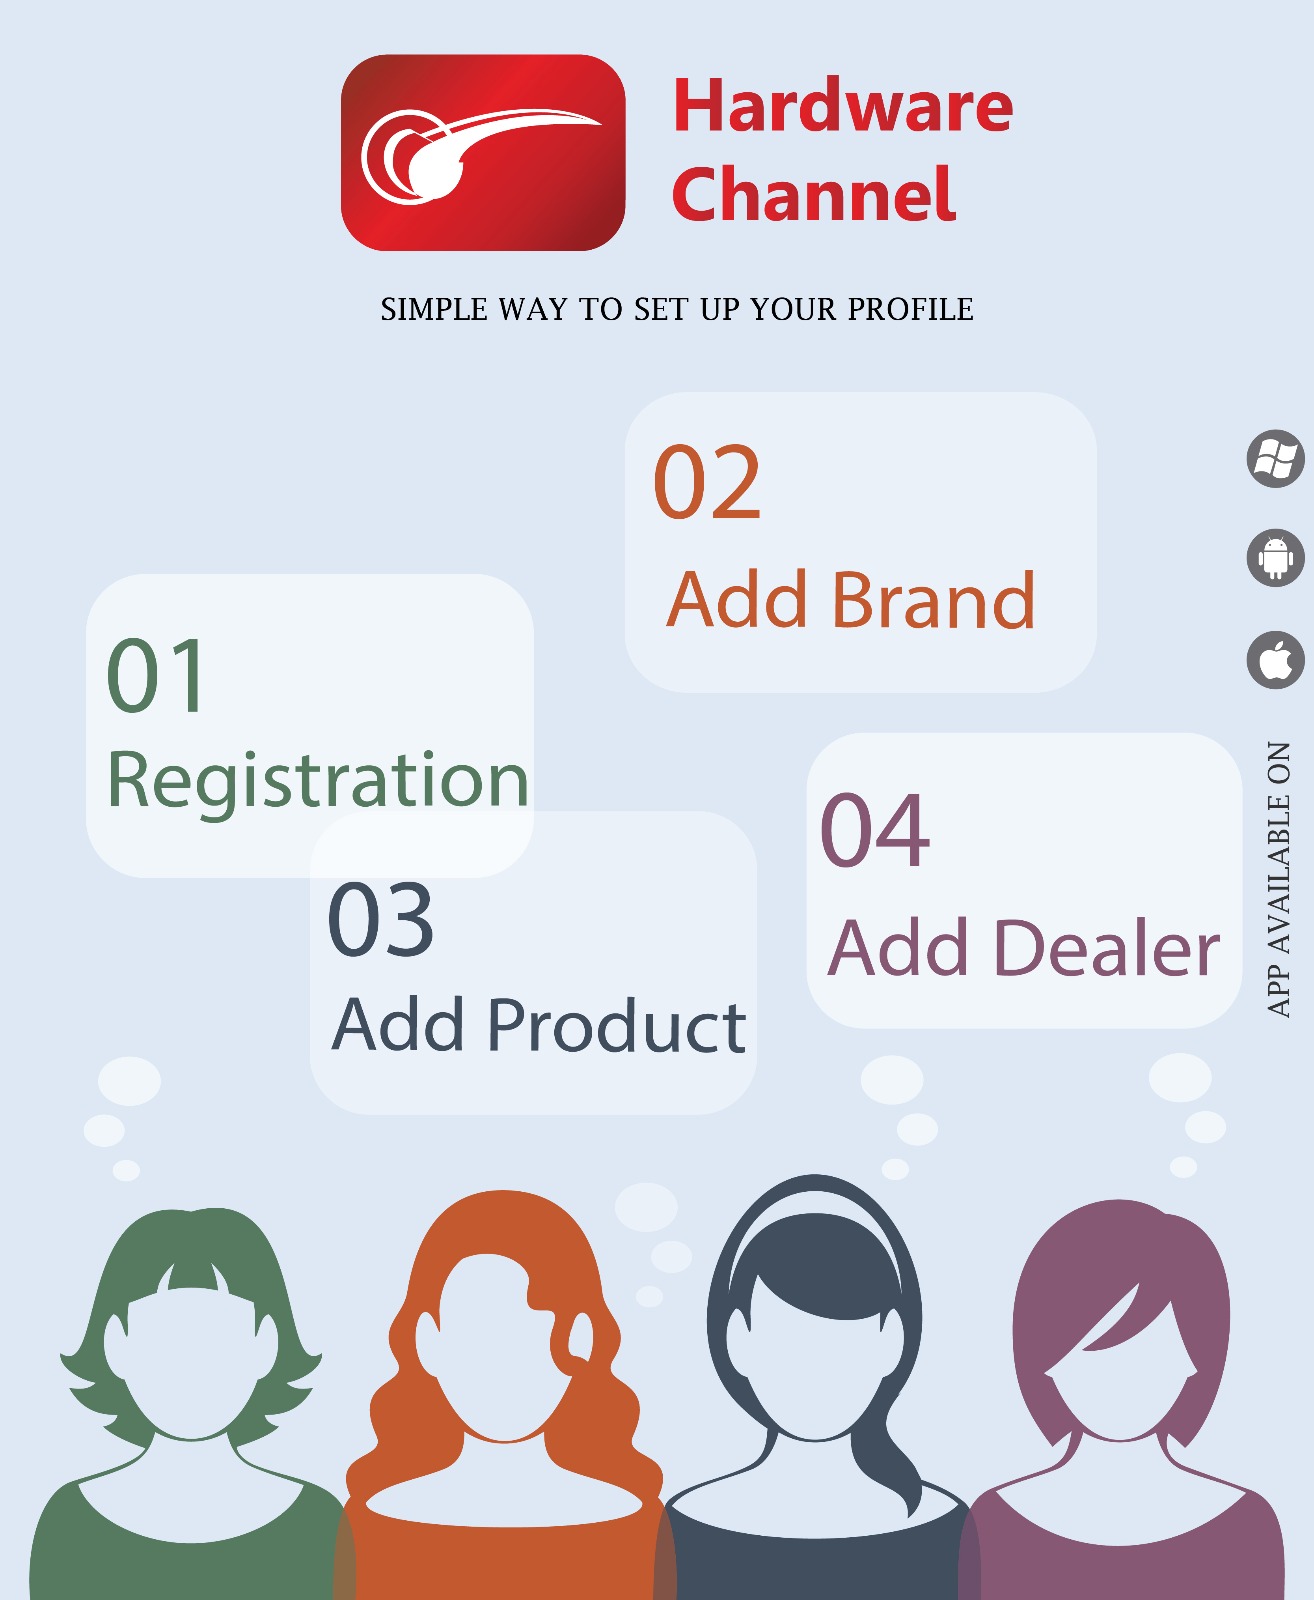 Hardware
Channel
SIMPLE WAY TO SET UP YOUR PROFILE
01
Registration
02
Add Brand
03
Add Product
04
Add Dealer
APP AVAILABLE ON